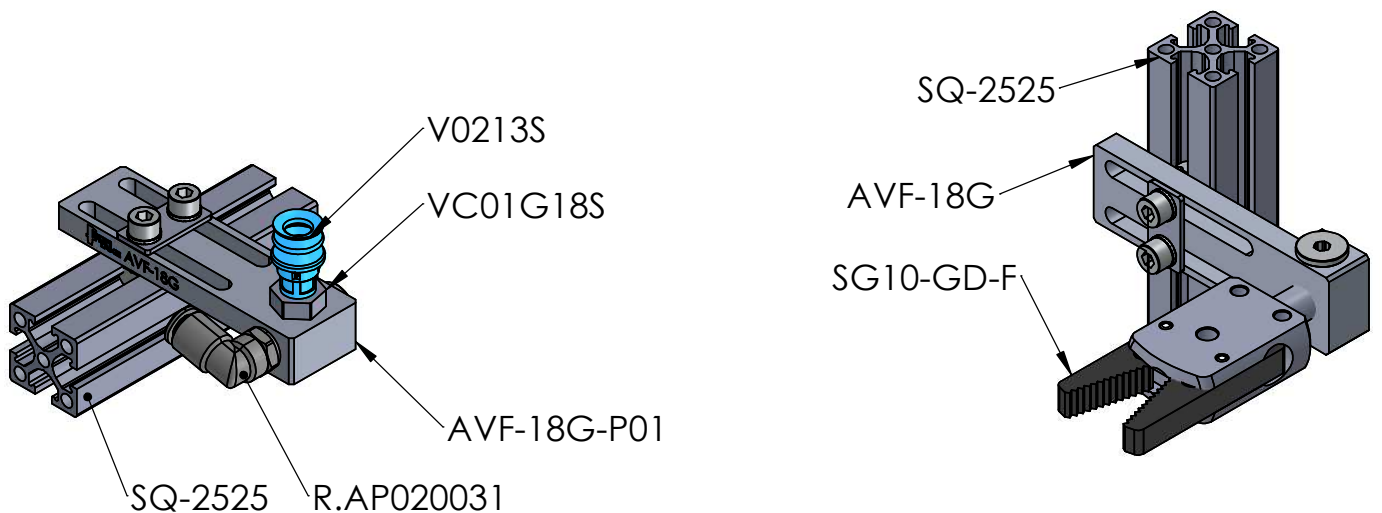 V0213S
VC01G18S
AVF-18G
AVF-18G-P01
SQ-2525
R.AP020031
SQ-2525
AVF-18G
SG10-GD-F